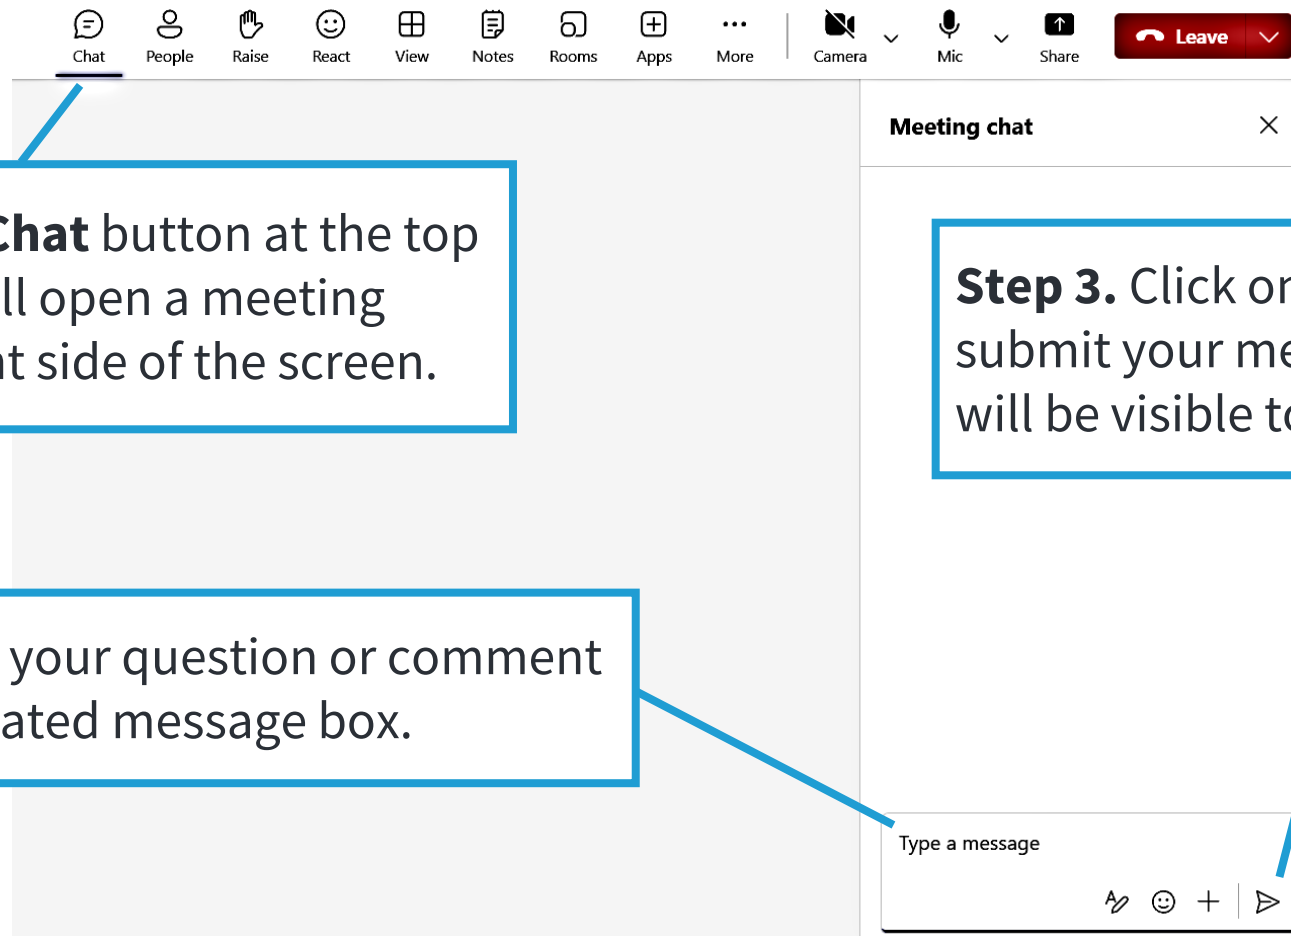 Chat People Raise React View Notes Rooms Apps More Camera Mic Share Leave
Meeting chat
Chat button at the top
ll open a meeting
t side of the screen.
Step 3. Click on
submit your me
will be visible to
your question or comment
ated message box.
Type a message